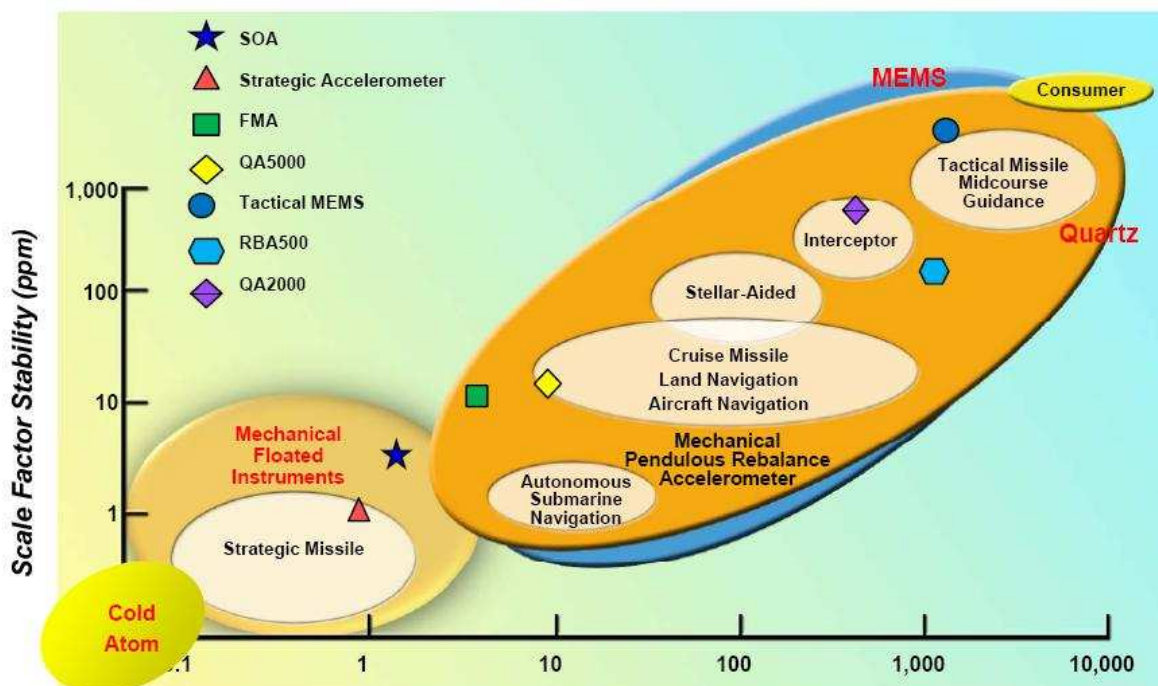 SOA
Strategic Accelerometer
FMA
QA5000
Tactical MEMS
RBA500
QA2000
MEMS
Consumer
Tactical Missile
Midcourse
Guidance
Quartz
Interceptor
Stellar-Aided
Cruise Missile
Land Navigation
Aircraft Navigation
Mechanical
Pendulous Rebalance
Accelerometer
Autonomous
Submarine
Navigation
Mechanical
Floated
Instruments
Strategic Missile
Cold
Atom
Scale Factor Stability (ppm)
1,000
100
10
1
.1
1
10
100
1,000
10,000